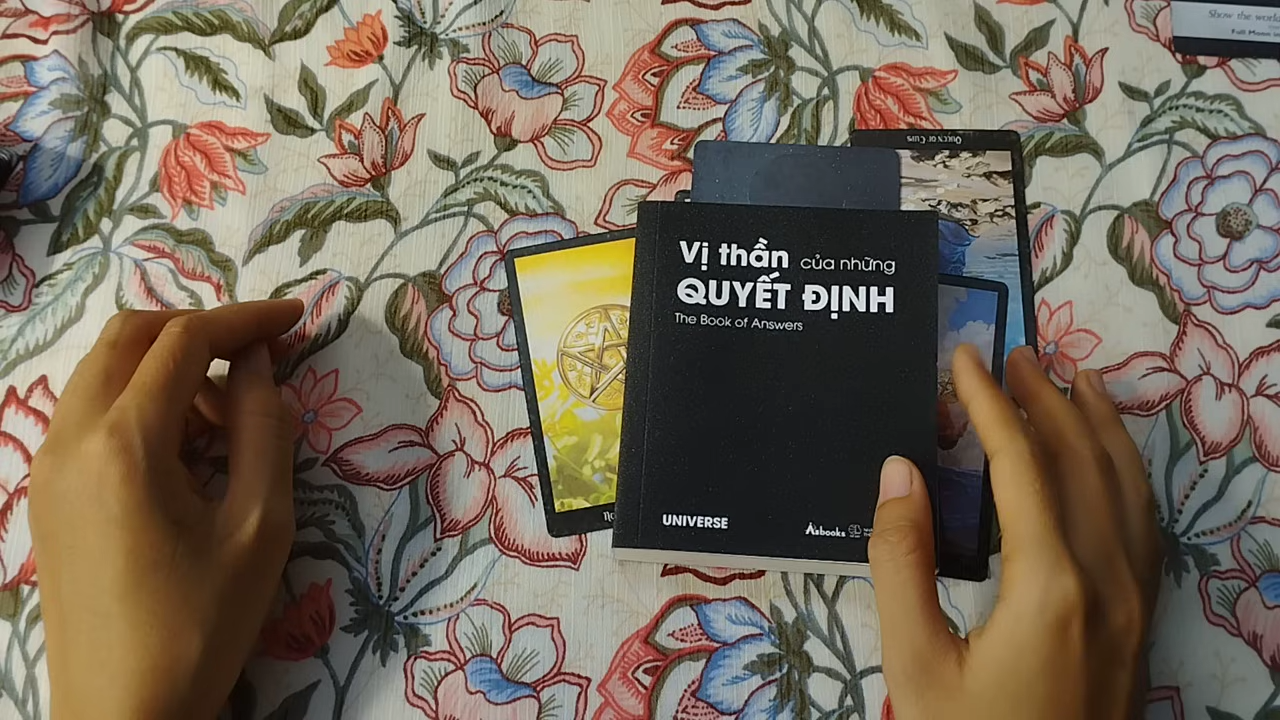 Show the world
Full Moon
QUEEN OF CUPS
Vị thần của những
QUYẾT ĐỊNH
The Book of Answers
UNIVERSE
AZbooks